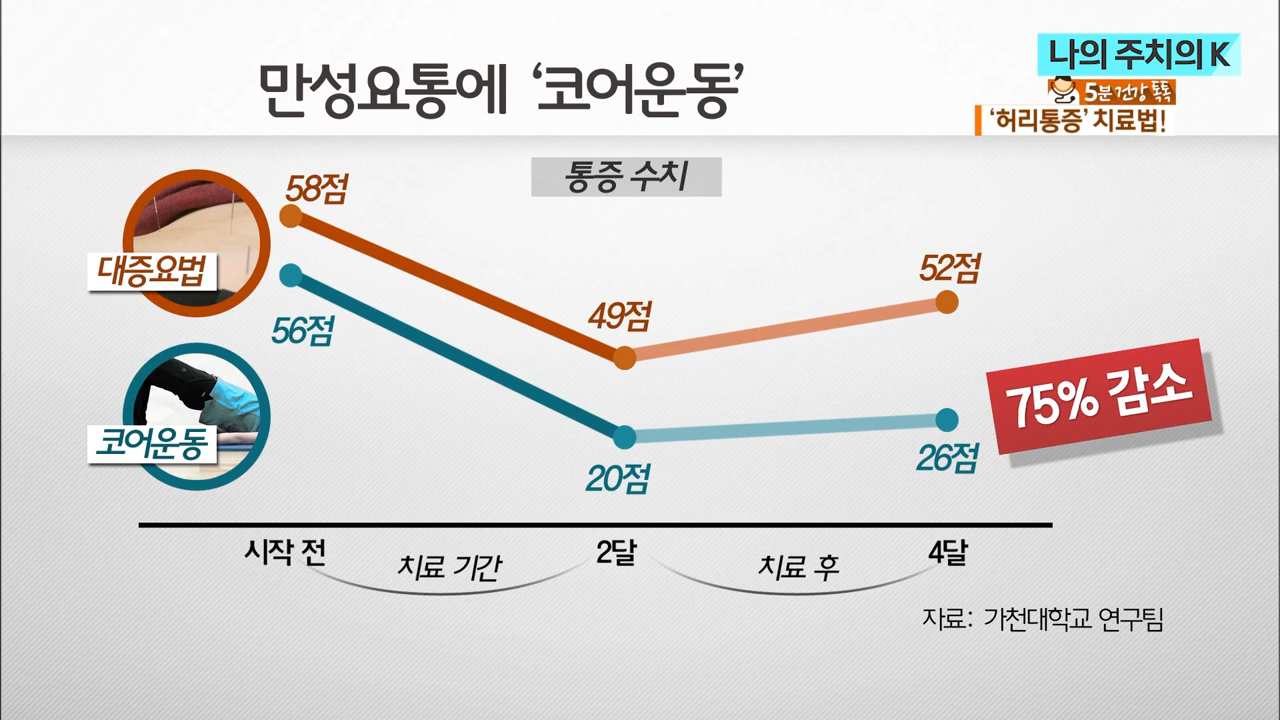 만성요통에 ‘코어운동’
나의 주치의 K
5분 건강 톡톡
‘허리통증’ 치료법!
통증 수치
58점
대증요법
56점
49점
52점
코어운동
20점
26점
75% 감소
시작 전
치료 기간
2달
치료 후
4달
자료: 가천대학교 연구팀